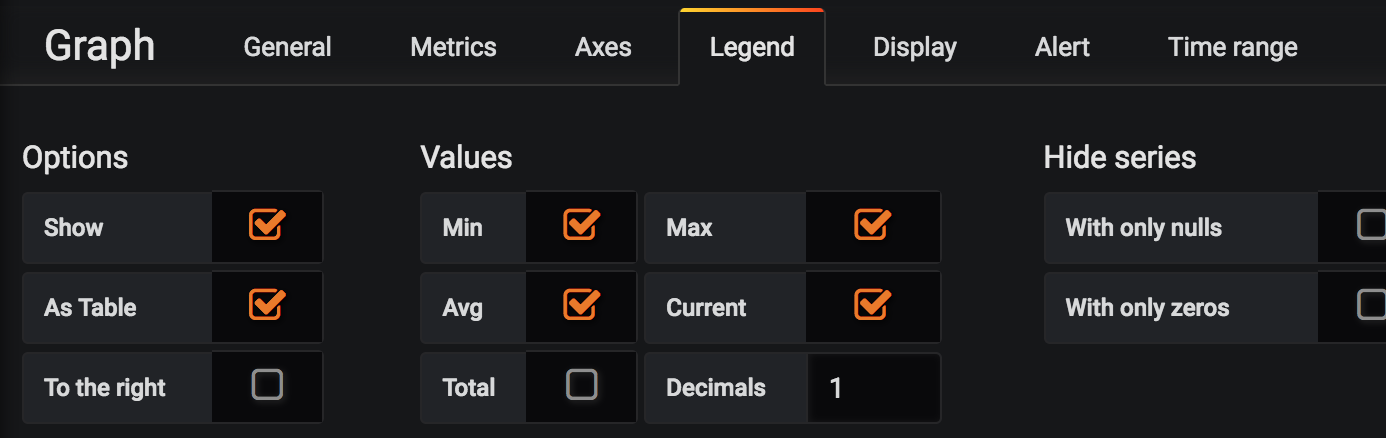 Graph General Metrics Axes Legend Display Alert Time range
Options Values Hide series
Show Min Max With only nulls
As Table Avg Current With only zeros
To the right Total Decimals 1